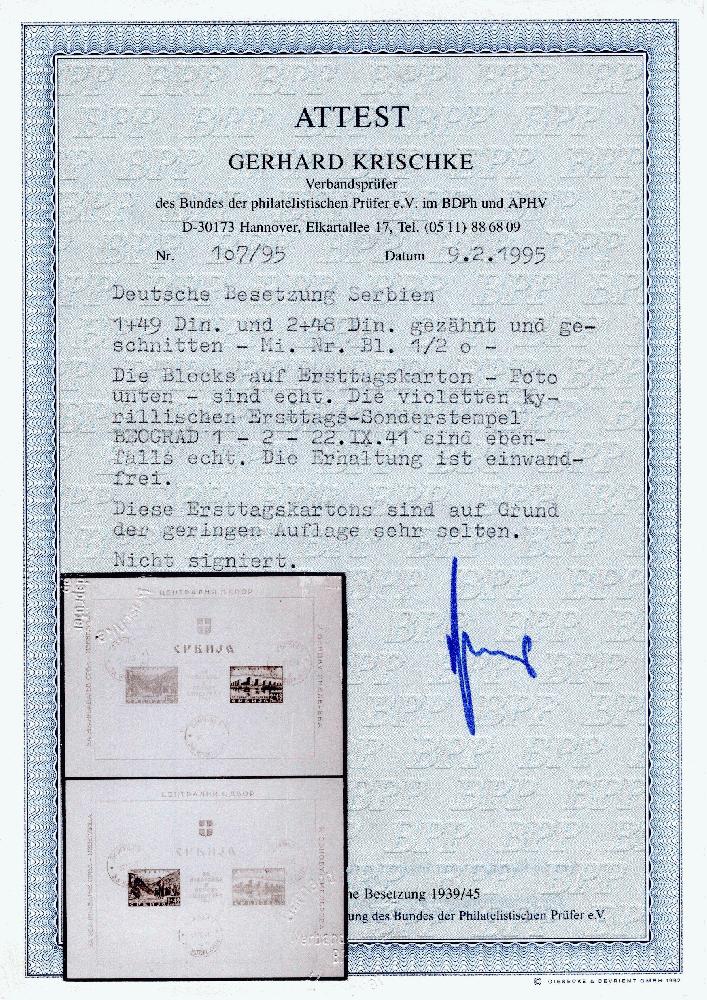 ATTEST
GERHARD KRISCHKE
Verbandsprüfer
des Bundes der philatelistischen Prüfer e.V. im BDPh und APHV
D-30173 Hannover, Elkartallee 17, Tel. (05 11) 88 68 09
Nr. 107/95 Datum 9.2.1995
Deutsche Besetzung Serbien
1+49 Din. und 2+48 Din. gezähnt und ge-
schnitten - Mi. Nr. Bl. 1/2 o -
Die Blocks auf Ersttagskarton - Foto
unten - sind echt. Die violetten ky-
rillischen Ersttags-Sonderstempel
BEOGRAD 1 - 2 - 22.IX.41 sind eben-
falls echt. Die Erhaltung ist einwand-
frei.
Diese Ersttagskartons sind auf Grund
der geringen Auflage sehr selten.
Nicht signiert.
СРБИЈА
СРБИЈА
ne Besetzung 1939/45
ung des Bundes der Philatelistischen Prüfer e.V.
© GIESECKE & DEVRIENT GMBH 1992